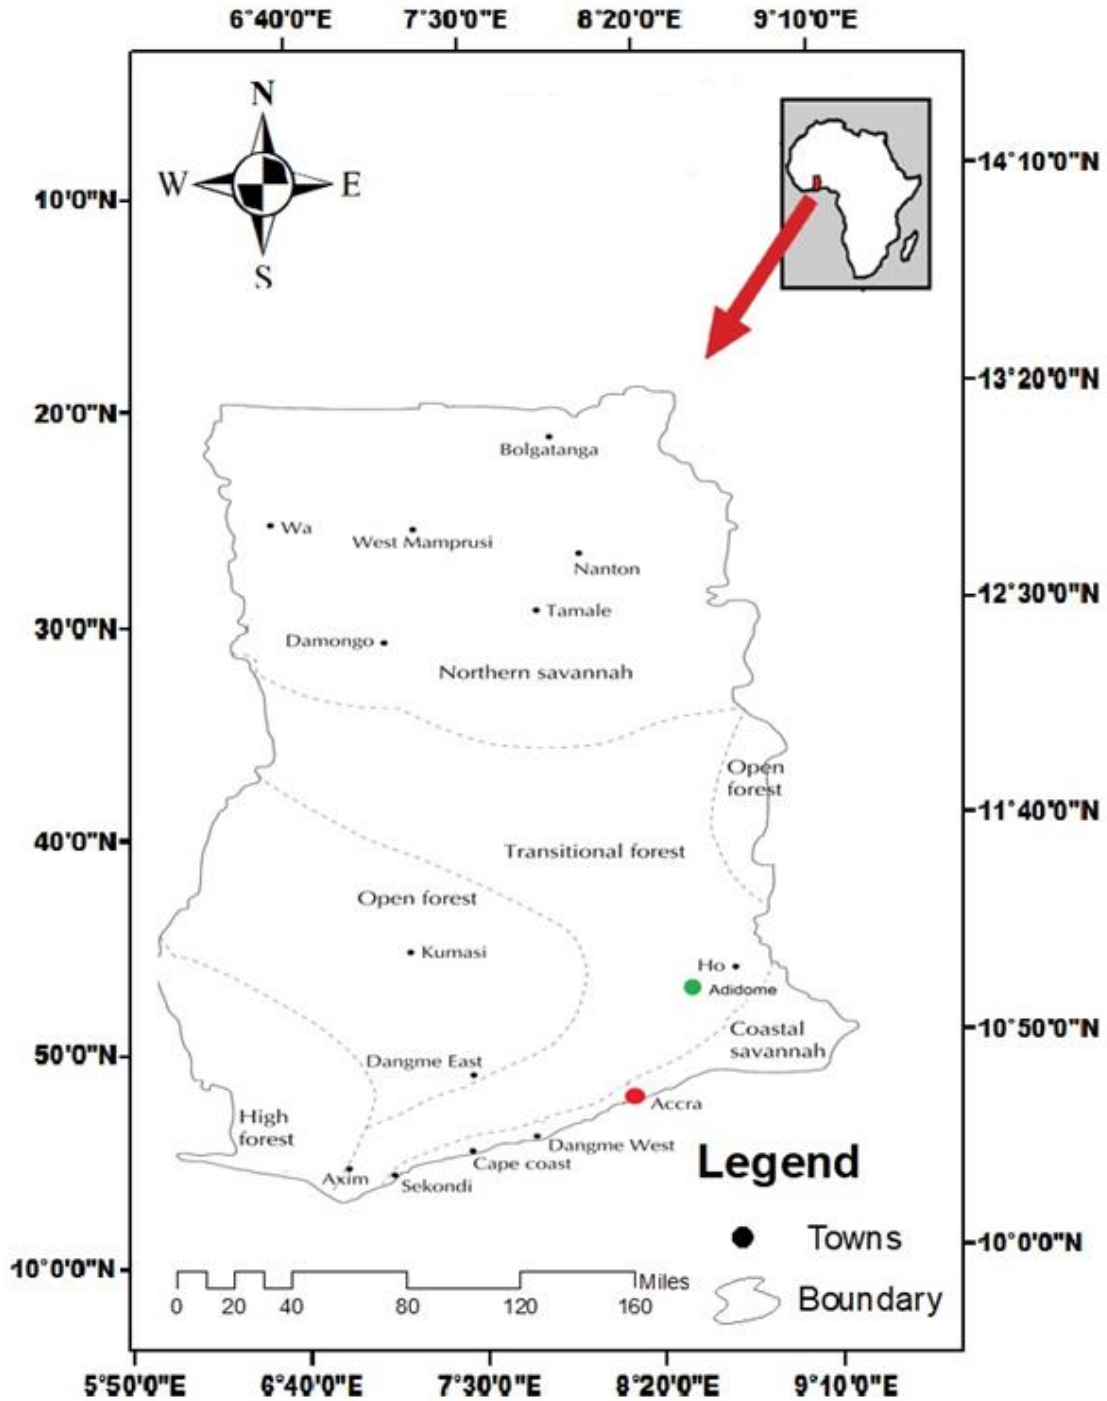 6°40'0"E 7°30'0"E 8°20'0"E 9°10'0"E
N
W E
S
14°10'0"N
10'0"N
13°20'0"N
20'0"N
Bolgatanga
Wa
West Mamprusi
Nanton
12°30'0"N
Tamale
30'0"N
Damongo
Northern savannah
Open
forest
11°40'0"N
40'0"N
Transitional forest
Open forest
Kumasi
Ho
Adidome
10°50'0"N
Coastal
savannah
50'0"N
Dangme East
Accra
High
forest
Dangme West
Cape coast
Axim
Sekondi
Legend
Towns
10°0'0"N
10°0'0"N
Miles
0 20 40 80 120 160
Boundary
5°50'0"E 6°40'0"E 7°30'0"E 8°20'0"E 9°10'0"E